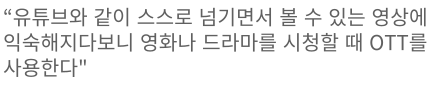 “유튜브와 같이 스스로 넘기면서 볼 수 있는 영상에
익숙해지다보니 영화나 드라마를 시청할 때 OTT를
사용한다"